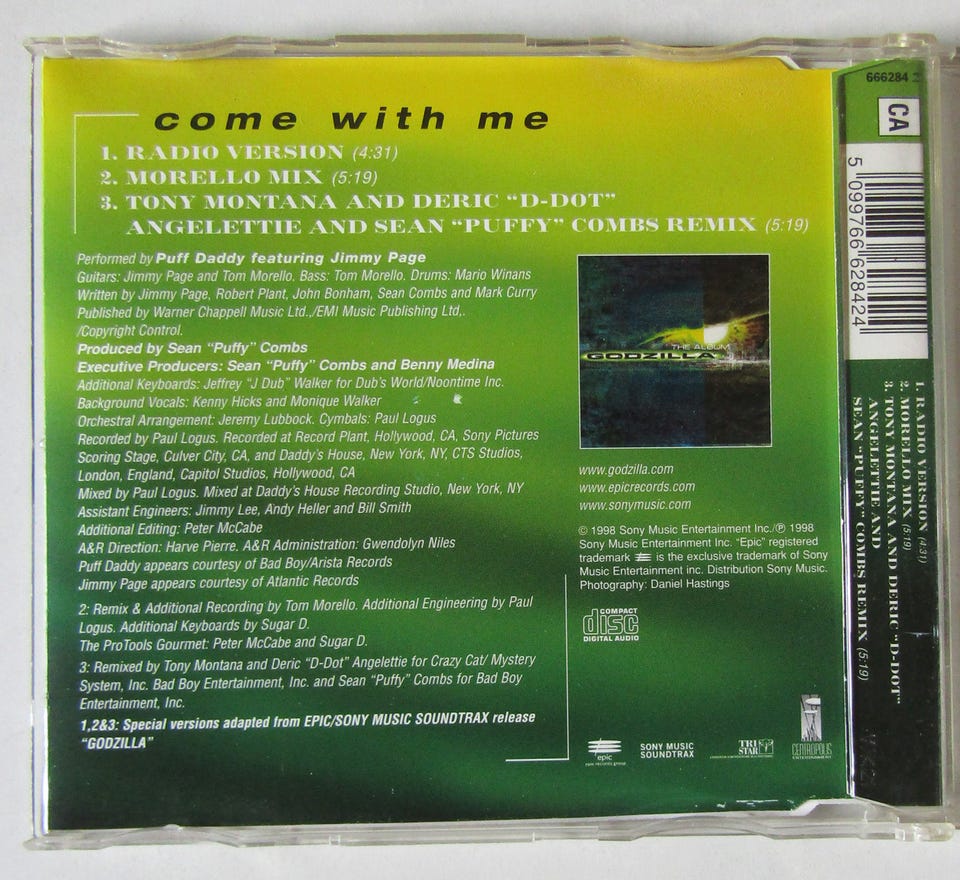 come with me
1. RADIO VERSION (4:31)
2. MORELLO MIX (5:19)
3. TONY MONTANA AND DERIC “D-DOT”
ANGELETTIE AND SEAN “PUFFY” COMBS REMIX (5:19)
Performed by Puff Daddy featuring Jimmy Page
Guitars: Jimmy Page and Tom Morello. Bass: Tom Morello. Drums: Mario Winans
Written by Jimmy Page, Robert Plant, John Bonham, Sean Combs and Mark Curry
Published by Warner Chappell Music Ltd.,/EMI Music Publishing Ltd,.
/Copyright Control.
Produced by Sean “Puffy” Combs
Executive Producers: Sean “Puffy” Combs and Benny Medina
Additional Keyboards: Jeffrey “J Dub” Walker for Dub's World/Noontime Inc.
Background Vocals: Kenny Hicks and Monique Walker
Orchestral Arrangement: Jeremy Lubbock. Cymbals: Paul Logus
Recorded by Paul Logus. Recorded at Record Plant, Hollywood, CA, Sony Pictures
Scoring Stage, Culver City, CA, and Daddy's House, New York, NY, CTS Studios,
London, England, Capitol Studios, Hollywood, CA
Mixed by Paul Logus. Mixed at Daddy's House Recording Studio, New York, NY
Assistant Engineers: Jimmy Lee, Andy Heller and Bill Smith
Additional Editing: Peter McCabe
A&R Direction: Harve Pierre. A&R Administration: Gwendolyn Niles
Puff Daddy appears courtesy of Bad Boy/Arista Records
Jimmy Page appears courtesy of Atlantic Records
2: Remix & Additional Recording by Tom Morello. Additional Engineering by Paul
Logus. Additional Keyboards by Sugar D.
The ProTools Gourmet: Peter McCabe and Sugar D.
3: Remixed by Tony Montana and Deric “D-Dot” Angelettie for Crazy Cat/ Mystery
System, Inc. Bad Boy Entertainment, Inc. and Sean “Puffy” Combs for Bad Boy
Entertainment, Inc.
1,2&3: Special versions adapted from EPIC/SONY MUSIC SOUNDTRAX release
“GODZILLA”
THE ALBUM
GODZILLA
www.godzilla.com
www.epicrecords.com
www.sonymusic.com
© 1998 Sony Music Entertainment Inc./℗ 1998
Sony Music Entertainment Inc. “Epic” registered
trademark is the exclusive trademark of Sony
Music Entertainment inc. Distribution Sony Music.
Photography: Daniel Hastings
COMPACT
disc
DIGITAL AUDIO
epic
epic records group
SONY MUSIC
SOUNDTRAX
TRI
STAR
CENTROPOLIS
ENTERTAINMENT
666284 2
CA
5 099766 628424
1. RADIO VERSION (4:31)
2. MORELLO MIX (5:19)
3. TONY MONTANA AND DERIC “D-DOT”
ANGELETTIE AND
SEAN “PUFFY” COMBS REMIX (5:19)